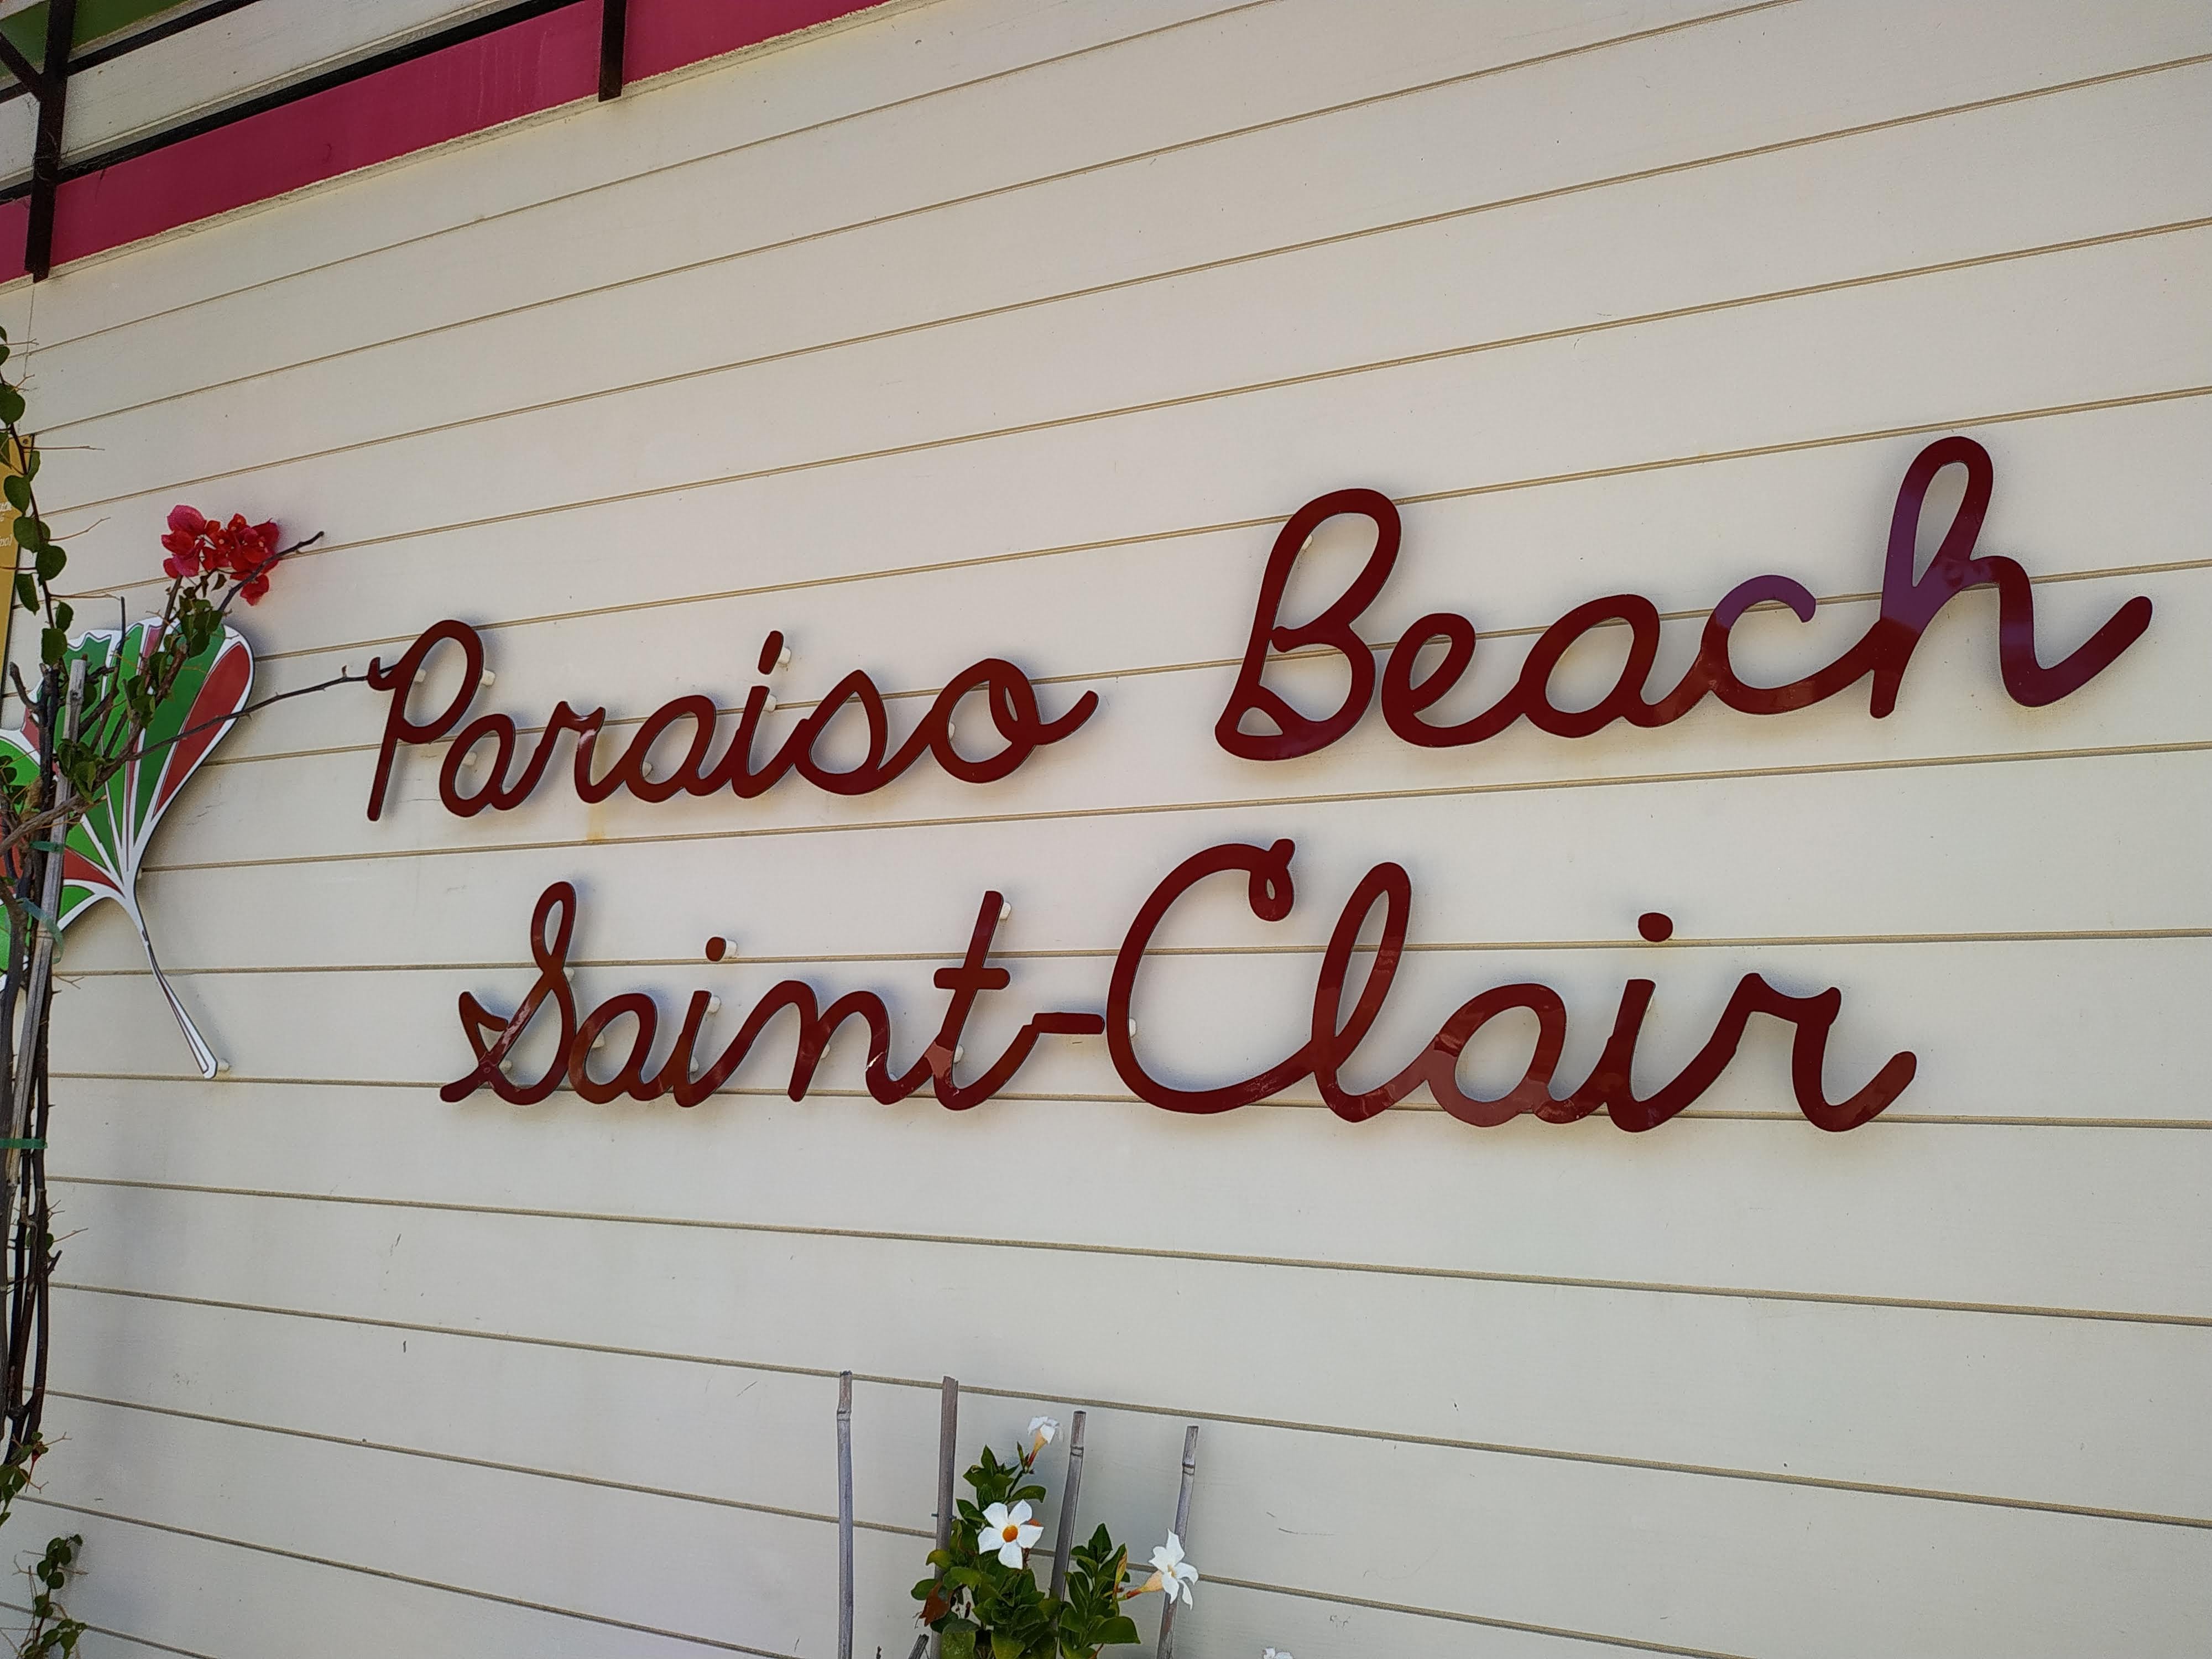 Paraiso Beach
Saint-Clair